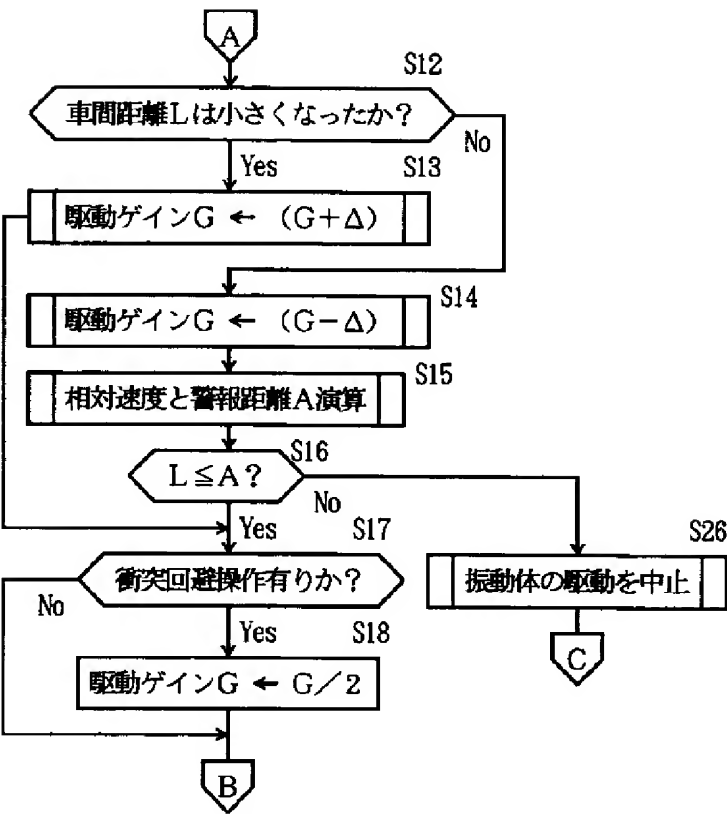 A
S12
車間距離Lは小さくなったか?
No
Yes
S13
駆動ゲインG ← (G+Δ)
S14
駆動ゲインG ← (G-Δ)
S15
相対速度と警報距離A演算
S16
L≦A?
No
Yes
S17
S26
衝突回避操作有りか?
振動体の駆動を中止
No
Yes
S18
C
駆動ゲインG ← G/2
B